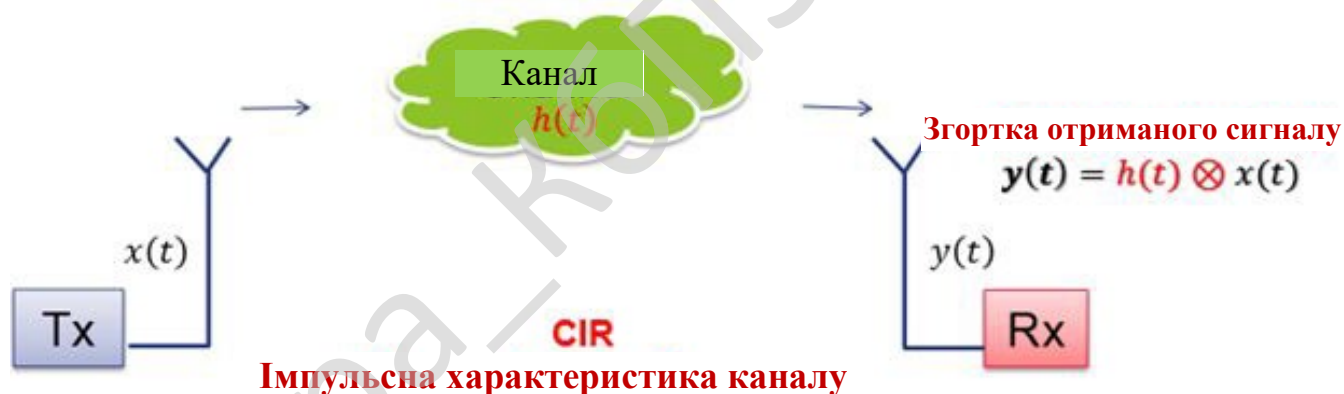 Канал
h(t)
Згортка отриманого сигналу
y(t) = h(t) ⊗ x(t)
x(t)
y(t)
Tx
Rx
CIR
Імпульсна характеристика каналу